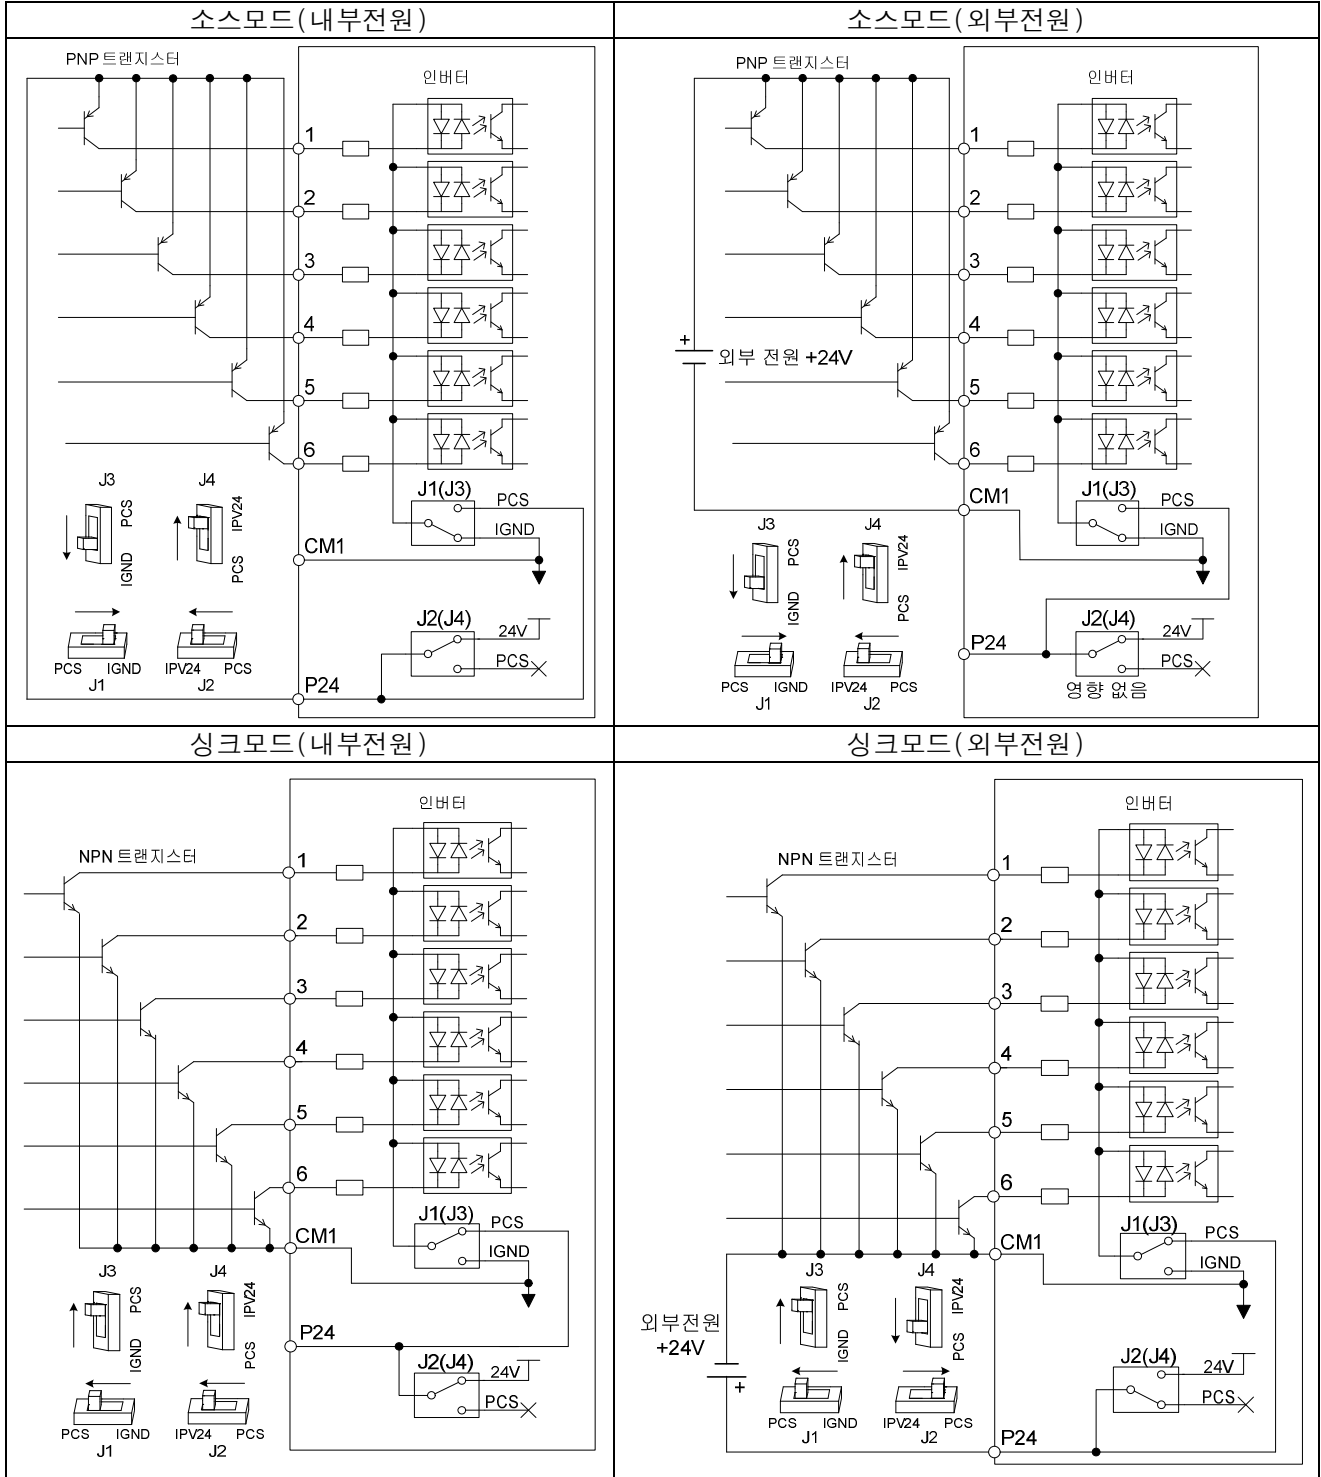 소스모드(내부전원)
PNP 트랜지스터
인버터
1
2
3
4
5
6
J3
PCS
IGND
J4
IPV24
PCS
J1(J3)
PCS
IGND
CM1
J2(J4)
24V
PCS
PCS IGND
J1
IPV24 PCS
J2
P24
소스모드(외부전원)
PNP 트랜지스터
인버터
1
2
3
4
+
외부 전원 +24V
5
6
J1(J3)
PCS
IGND
CM1
J3
PCS
IGND
J4
IPV24
PCS
J2(J4)
24V
PCS
영향 없음
P24
PCS IGND
J1
IPV24 PCS
J2
싱크모드(내부전원)
인버터
NPN 트랜지스터
1
2
3
4
5
6
J1(J3)
PCS
IGND
CM1
J3
PCS
IGND
J4
IPV24
PCS
P24
J2(J4)
24V
PCS
PCS IGND
J1
IPV24 PCS
J2
싱크모드(외부전원)
인버터
NPN 트랜지스터
1
2
3
4
5
6
J1(J3)
PCS
IGND
CM1
J3
PCS
IGND
J4
IPV24
PCS
외부전원
+24V
+
J2(J4)
24V
PCS
PCS IGND
J1
IPV24 PCS
J2
P24